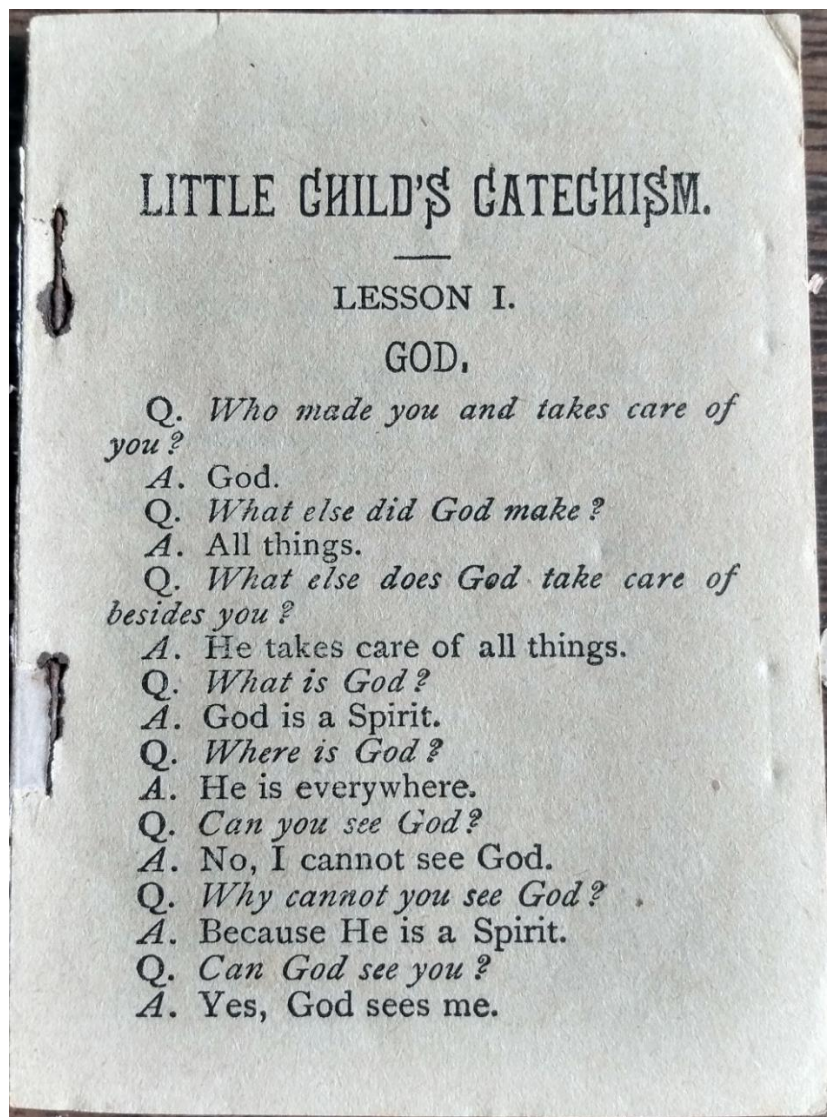 LITTLE CHILD'S CATECHISM.
LESSON I.
GOD.
Q. Who made you and takes care of
you?
A. God.
Q. What else did God make?
A. All things.
Q. What else does God take care of
besides you?
A. He takes care of all things.
Q. What is God?
A. God is a Spirit.
Q. Where is God?
A. He is everywhere.
Q. Can you see God?
A. No, I cannot see God.
Q. Why cannot you see God?
A. Because He is a Spirit.
Q. Can God see you?
A. Yes, God sees me.